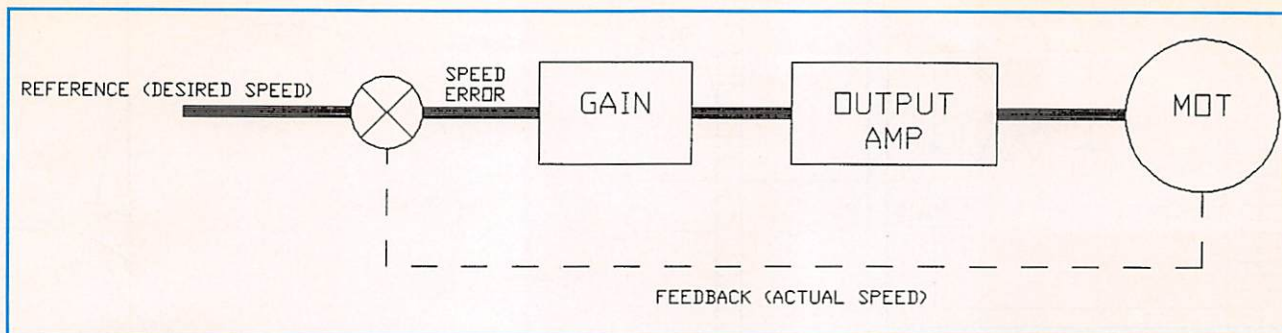 REFERENCE (DESIRED SPEED)
SPEED
ERROR
GAIN
OUTPUT
AMP
MOT
FEEDBACK (ACTUAL SPEED)